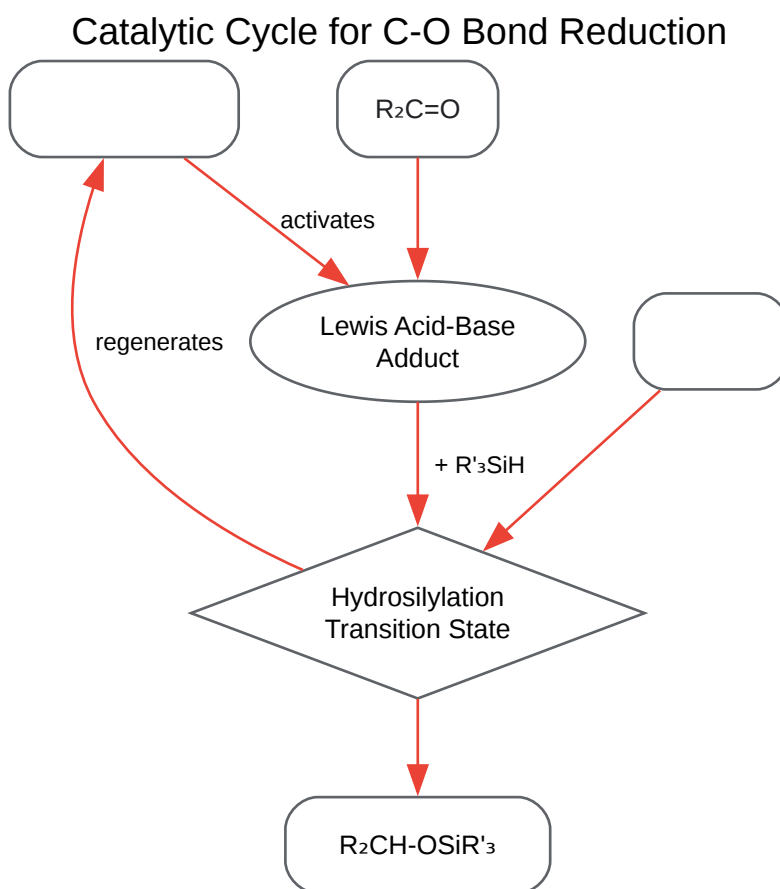 Catalytic Cycle for C-O Bond Reduction
R₂C=O
activates
Lewis Acid-Base
Adduct
regenerates
+ R'₃SiH
Hydrosilylation
Transition State
R₂CH-OSiR'₃